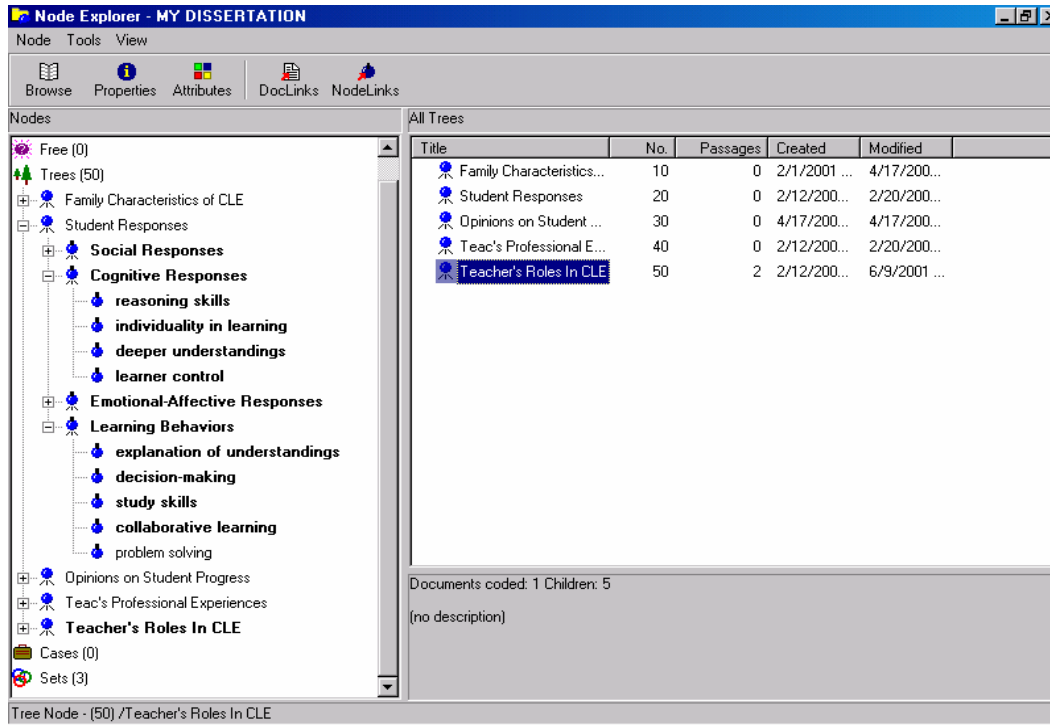 Node Explorer - MY DISSERTATION
Node Tools View
Browse Properties Attributes DocLinks NodeLinks
Nodes
Free (0)
Trees (50)
Family Characteristics of CLE
Student Responses
Social Responses
Cognitive Responses
reasoning skills
individuality in learning
deeper understandings
learner control
Emotional-Affective Responses
Learning Behaviors
explanation of understandings
decision-making
study skills
collaborative learning
problem solving
Opinions on Student Progress
Teac's Professional Experiences
Teacher's Roles In CLE
Cases (0)
Sets (3)
All Trees
Title No. Passages Created Modified
Family Characteristics... 10 0 2/1/2001 ... 4/17/200...
Student Responses 20 0 2/12/200... 2/20/200...
Opinions on Student ... 30 0 4/17/200... 4/17/200...
Teac's Professional E... 40 0 2/12/200... 2/20/200...
Teacher's Roles In CLE 50 2 2/12/200... 6/9/2001 ...
Documents coded: 1 Children: 5
(no description)
Tree Node - (50) /Teacher's Roles In CLE